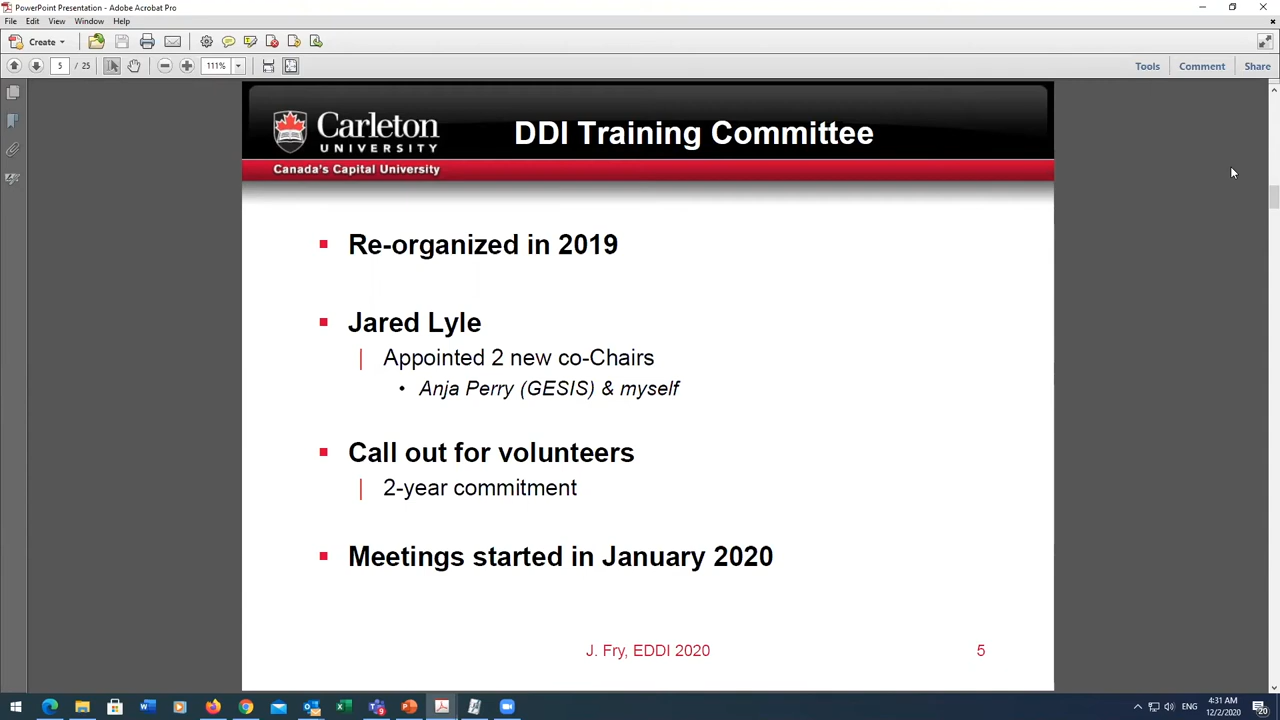 PowerPoint Presentation - Adobe Acrobat Pro
File Edit View Window Help
Create
5 / 25 111% Tools Comment Share
Carleton
UNIVERSITY
Canada's Capital University
DDI Training Committee
Re-organized in 2019
Jared Lyle
Appointed 2 new co-Chairs
• Anja Perry (GESIS) & myself
Call out for volunteers
2-year commitment
Meetings started in January 2020
J. Fry, EDDI 2020 5
ENG 4:31 AM
12/2/2020 20